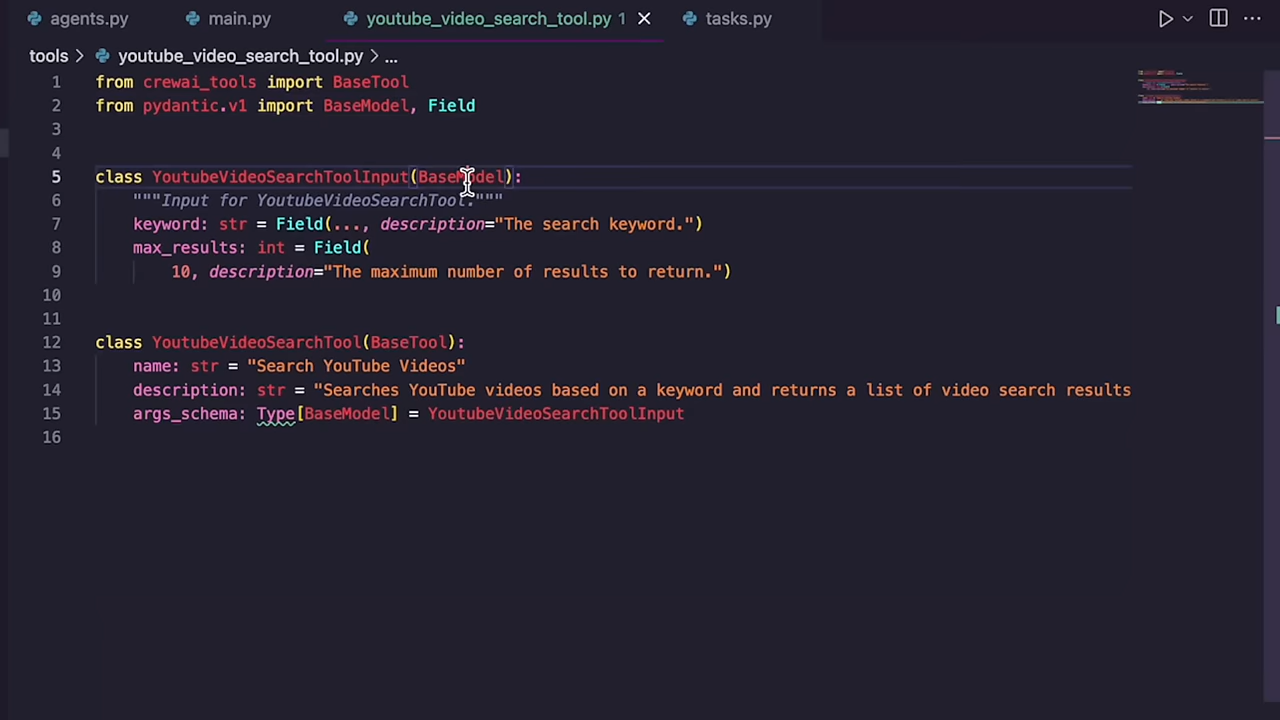 agents.py main.py youtube_video_search_tool.py 1 tasks.py
tools > youtube_video_search_tool.py > ...
1 from crewai_tools import BaseTool
2 from pydantic.v1 import BaseModel, Field
3
4
5 class YoutubeVideoSearchToolInput(BaseModel):
6 """Input for YoutubeVideoSearchTool."""
7 keyword: str = Field(..., description="The search keyword.")
8 max_results: int = Field(
9 10, description="The maximum number of results to return.")
10
11
12 class YoutubeVideoSearchTool(BaseTool):
13 name: str = "Search YouTube Videos"
14 description: str = "Searches YouTube videos based on a keyword and returns a list of video search results
15 args_schema: Type[BaseModel] = YoutubeVideoSearchToolInput
16